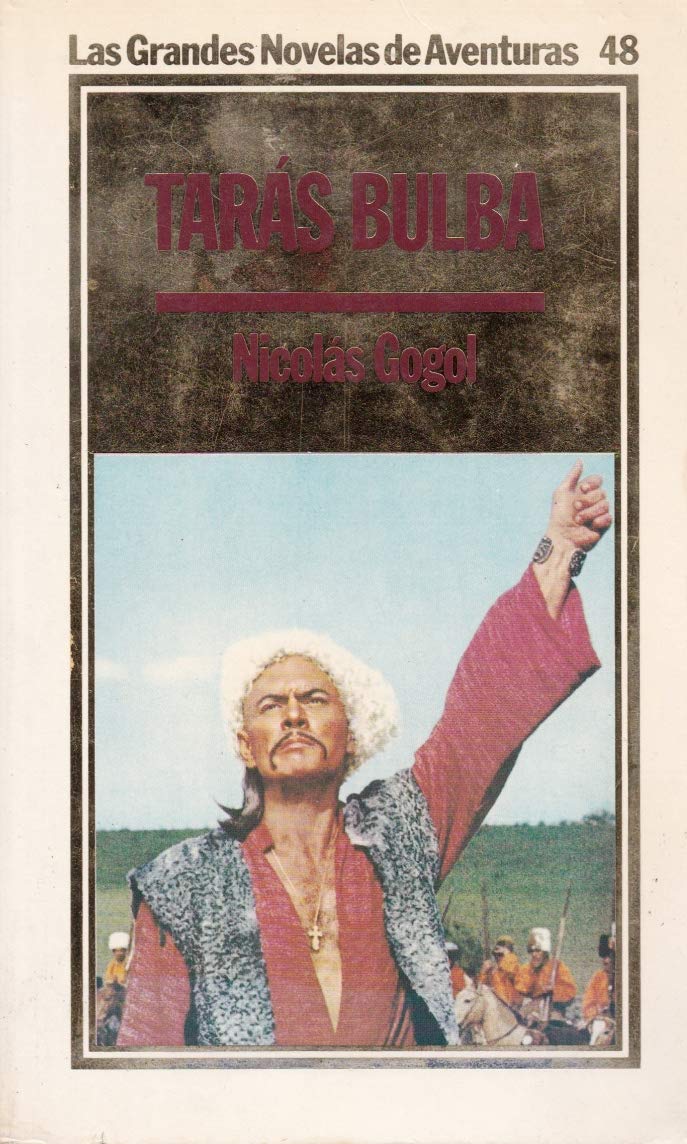 Las Grandes Novelas de Aventuras 48
TARÁS BULBA
Nicolás Gogol